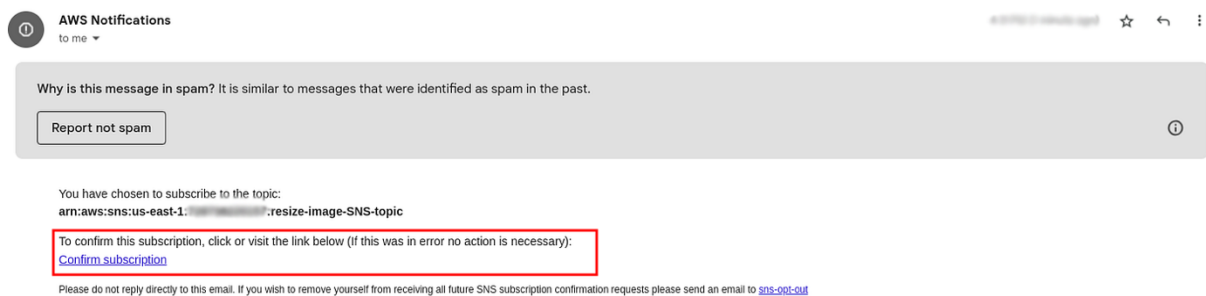 AWS Notifications
to me
Why is this message in spam? It is similar to messages that were identified as spam in the past.
Report not spam
You have chosen to subscribe to the topic:
arn:aws:sns:us-east-1: :resize-image-SNS-topic
To confirm this subscription, click or visit the link below (If this was in error no action is necessary):
Confirm subscription
Please do not reply directly to this email. If you wish to remove yourself from receiving all future SNS subscription confirmation requests please send an email to sns-opt-out